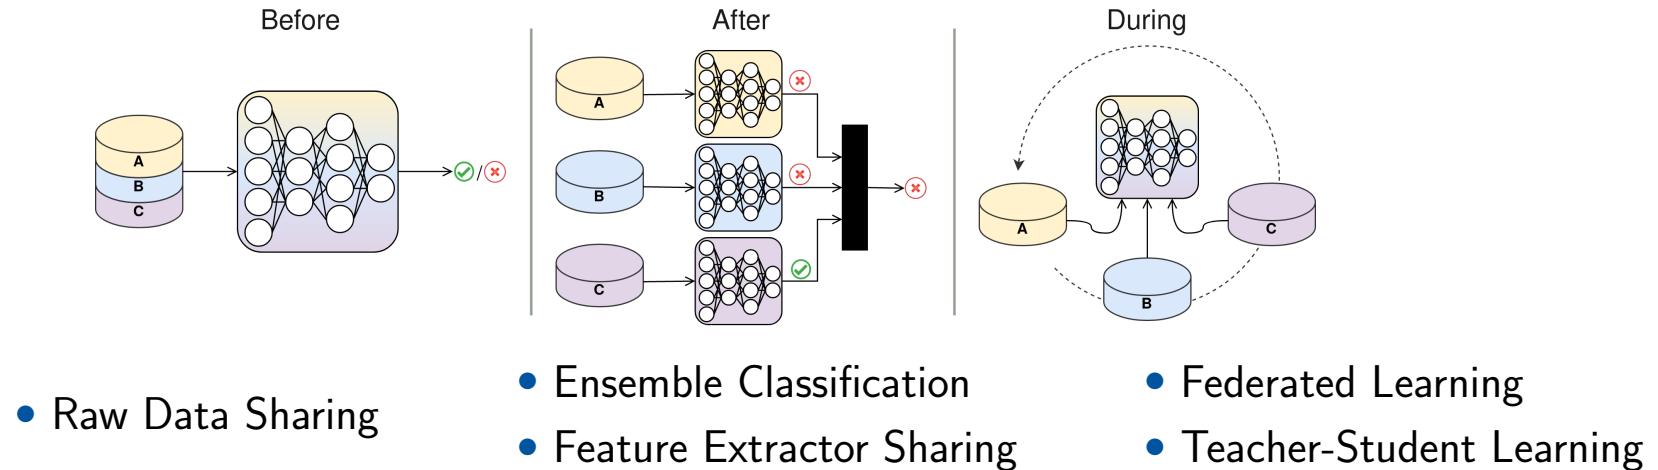 Before
A
B
C
/
After
A
B
C
During
A
B
C
• Raw Data Sharing
• Ensemble Classification
• Feature Extractor Sharing
• Federated Learning
• Teacher-Student Learning